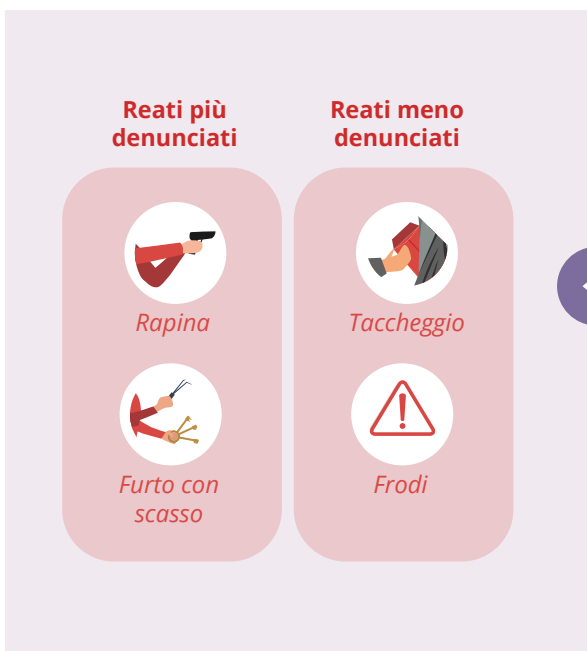 Reati più
denunciati
Rapina
Furto con
scasso
Reati meno
denunciati
Taccheggio
Frodi